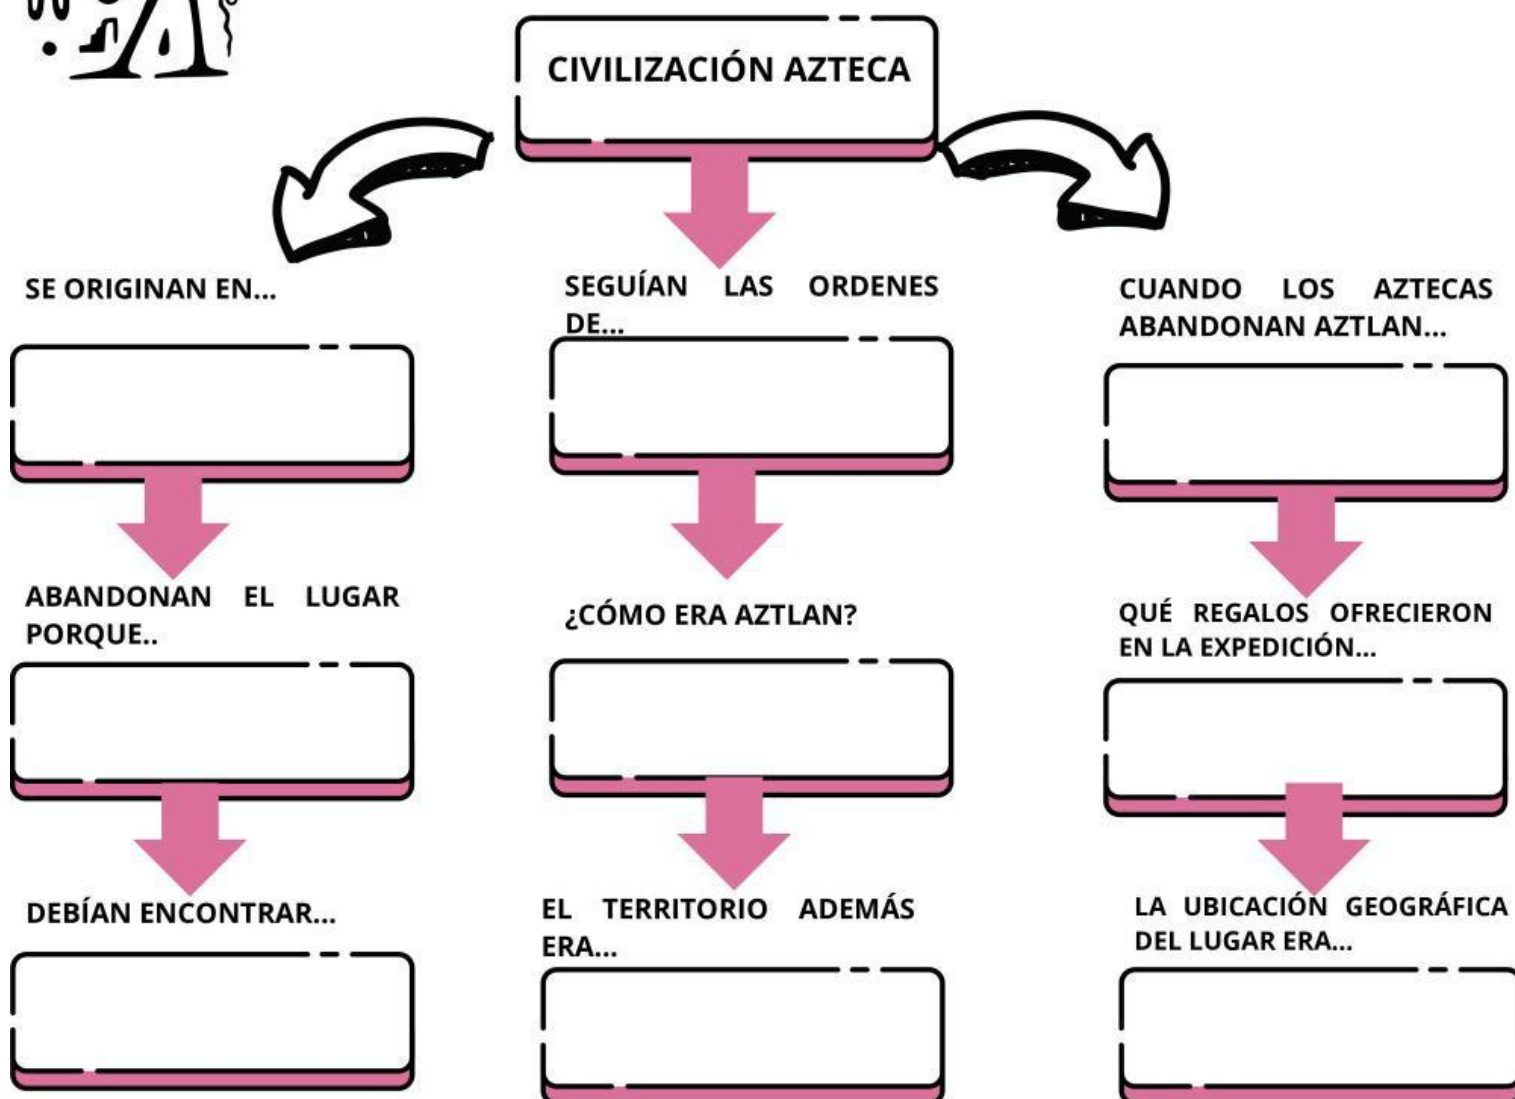 CIVILIZACIÓN AZTECA
SE ORIGINAN EN...
SEGUÍAN LAS ORDENES
DE...
CUANDO LOS AZTECAS
ABANDONAN AZTLAN...
ABANDONAN EL LUGAR
PORQUE..
¿CÓMO ERA AZTLAN?
QUÉ REGALOS OFRECIERON
EN LA EXPEDICIÓN...
DEBÍAN ENCONTRAR...
EL TERRITORIO ADEMÁS
ERA...
LA UBICACIÓN GEOGRÁFICA
DEL LUGAR ERA...